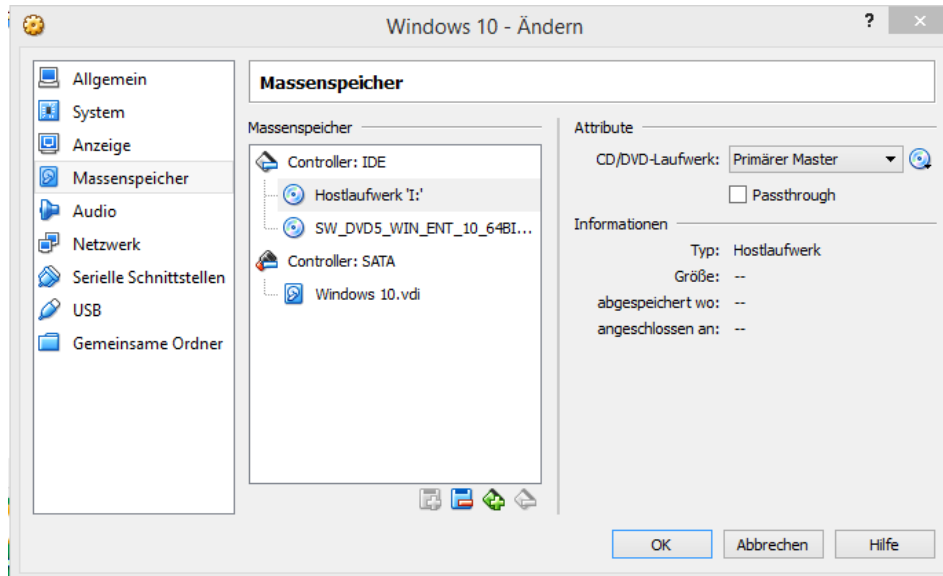 Windows 10 - Ändern
?
Allgemein
System
Anzeige
Massenspeicher
Audio
Netzwerk
Serielle Schnittstellen
USB
Gemeinsame Ordner
Massenspeicher
Massenspeicher
Controller: IDE
Hostlaufwerk 'I:'
SW_DVD5_WIN_ENT_10_64BI...
Controller: SATA
Windows 10.vdi
Attribute
CD/DVD-Laufwerk: Primärer Master
Passthrough
Informationen
Typ: Hostlaufwerk
Größe: --
abgespeichert wo: --
angeschlossen an: --
OK Abbrechen Hilfe